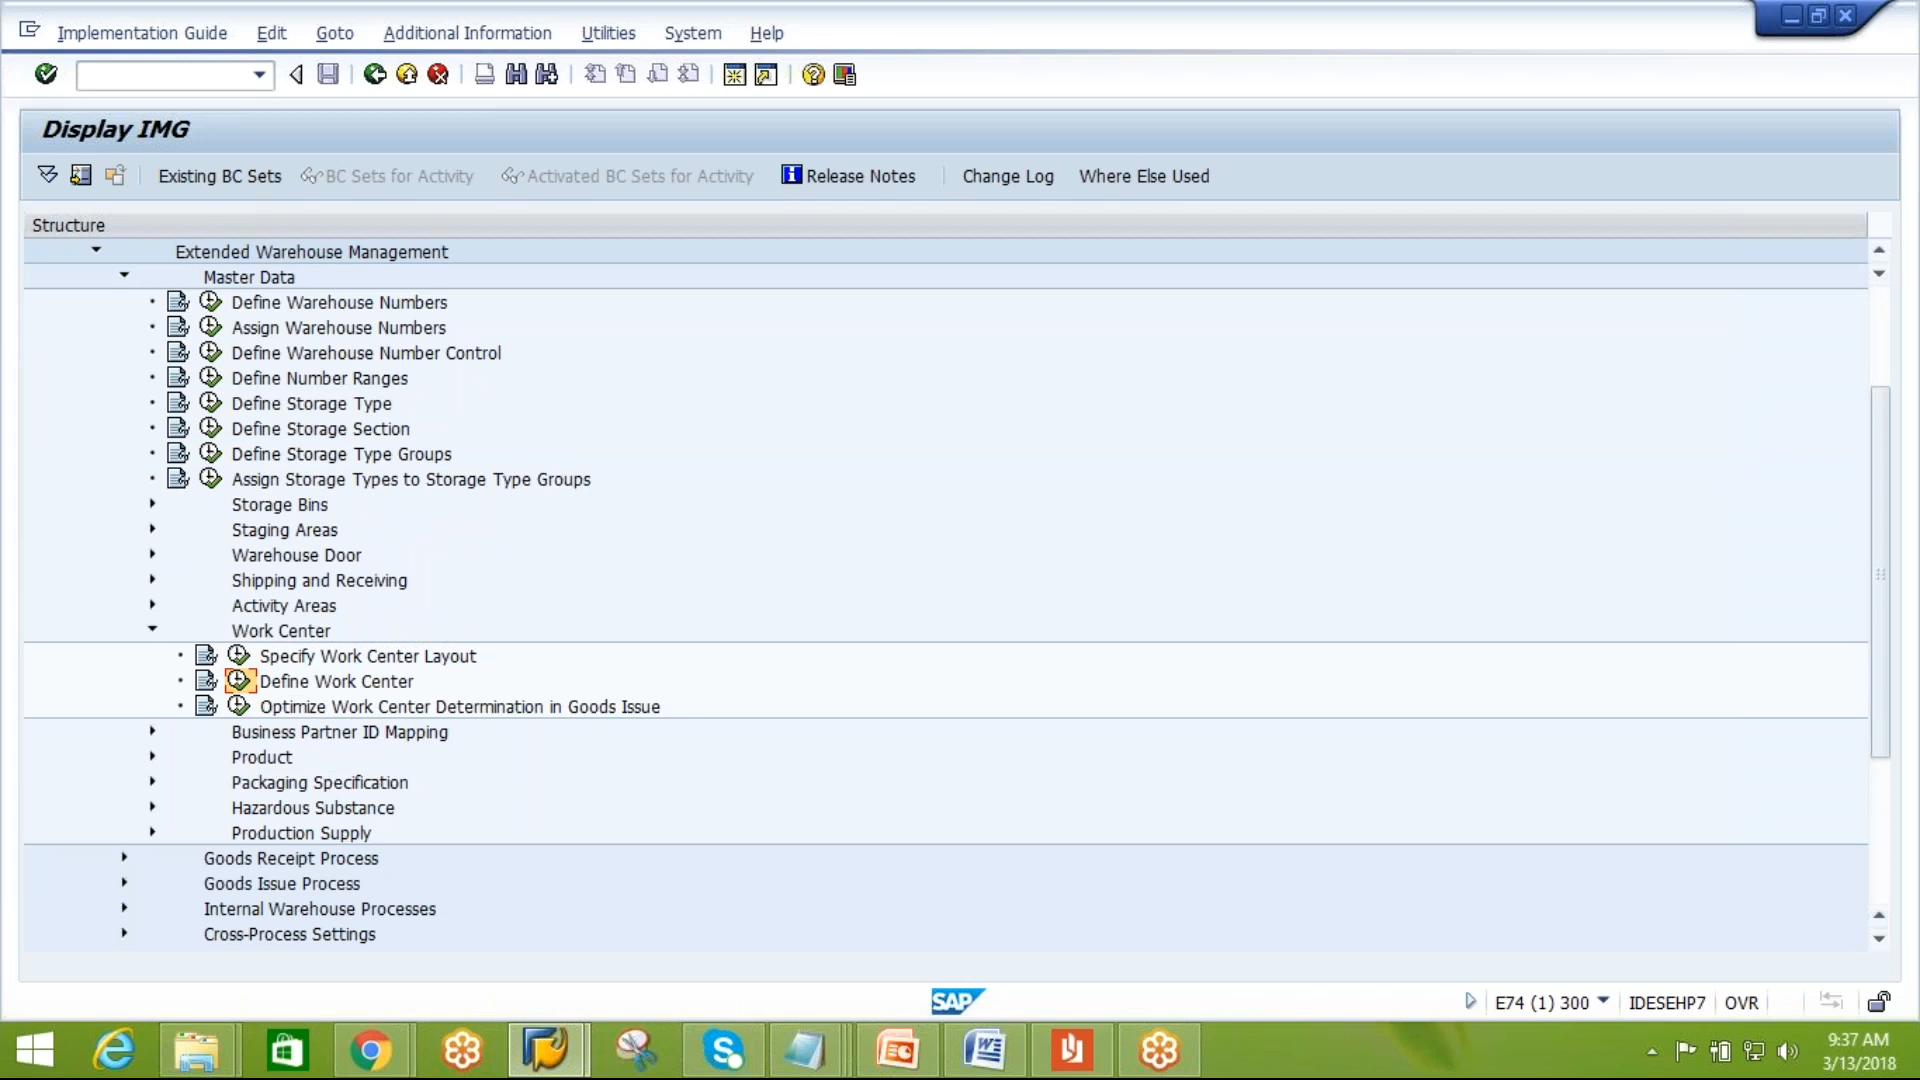 Implementation Guide Edit Goto Additional Information Utilities System Help
Display IMG
Existing BC Sets BC Sets for Activity Activated BC Sets for Activity Release Notes Change Log Where Else Used
Structure
Extended Warehouse Management
Master Data
Define Warehouse Numbers
Assign Warehouse Numbers
Define Warehouse Number Control
Define Number Ranges
Define Storage Type
Define Storage Section
Define Storage Type Groups
Assign Storage Types to Storage Type Groups
Storage Bins
Staging Areas
Warehouse Door
Shipping and Receiving
Activity Areas
Work Center
Specify Work Center Layout
Define Work Center
Optimize Work Center Determination in Goods Issue
Business Partner ID Mapping
Product
Packaging Specification
Hazardous Substance
Production Supply
Goods Receipt Process
Goods Issue Process
Internal Warehouse Processes
Cross-Process Settings
SAP E74 (1) 300 IDESEHP7 OVR
9:37 AM
3/13/2018